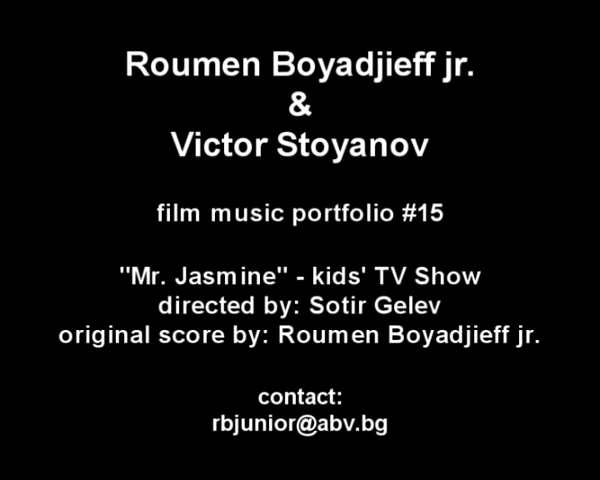 Roumen Boyadjieff jr.
&
Victor Stoyanov
film music portfolio #15
"Mr. Jasmine" - kids' TV Show
directed by: Sotir Gelev
original score by: Roumen Boyadjieff jr.
contact:
rbjunior@abv.bg